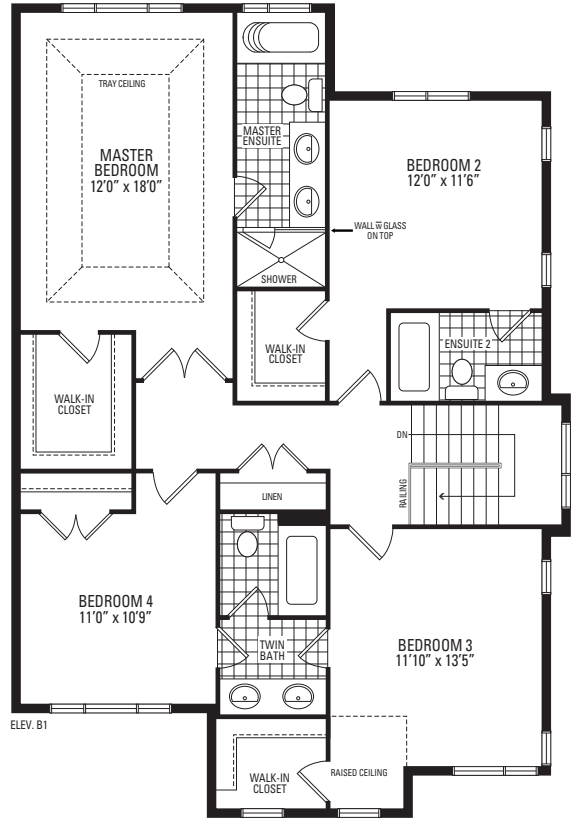 TRAY CEILING
MASTER
BEDROOM
12'0" x 18'0"
MASTER
ENSUITE
BEDROOM 2
12'0" x 11'6"
WALL w̅ GLASS
ON TOP
SHOWER
WALK-IN
CLOSET
ENSUITE 2
WALK-IN
CLOSET
DN
RAILING
LINEN
BEDROOM 4
11'0" x 10'9"
TWIN
BATH
BEDROOM 3
11'10" x 13'5"
ELEV. B1
RAISED CEILING
WALK-IN
CLOSET